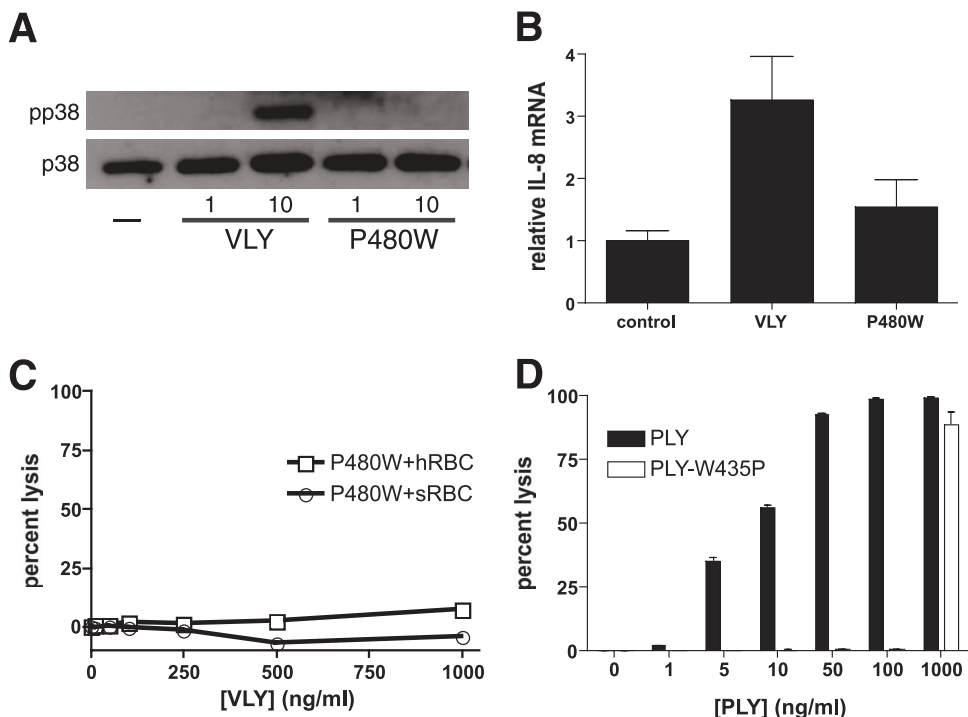 A
pp38
p38
1 10 1 10
— VLY P480W
B
relative IL-8 mRNA
4
3
2
1
0
control VLY P480W
C
percent lysis
100
75
50
25
0
P480W+hRBC
P480W+sRBC
0 250 500 750 1000
[VLY] (ng/ml)
D
percent lysis
100
75
50
25
0
PLY
PLY-W435P
0 1 5 10 50 100 1000
[PLY] (ng/ml)